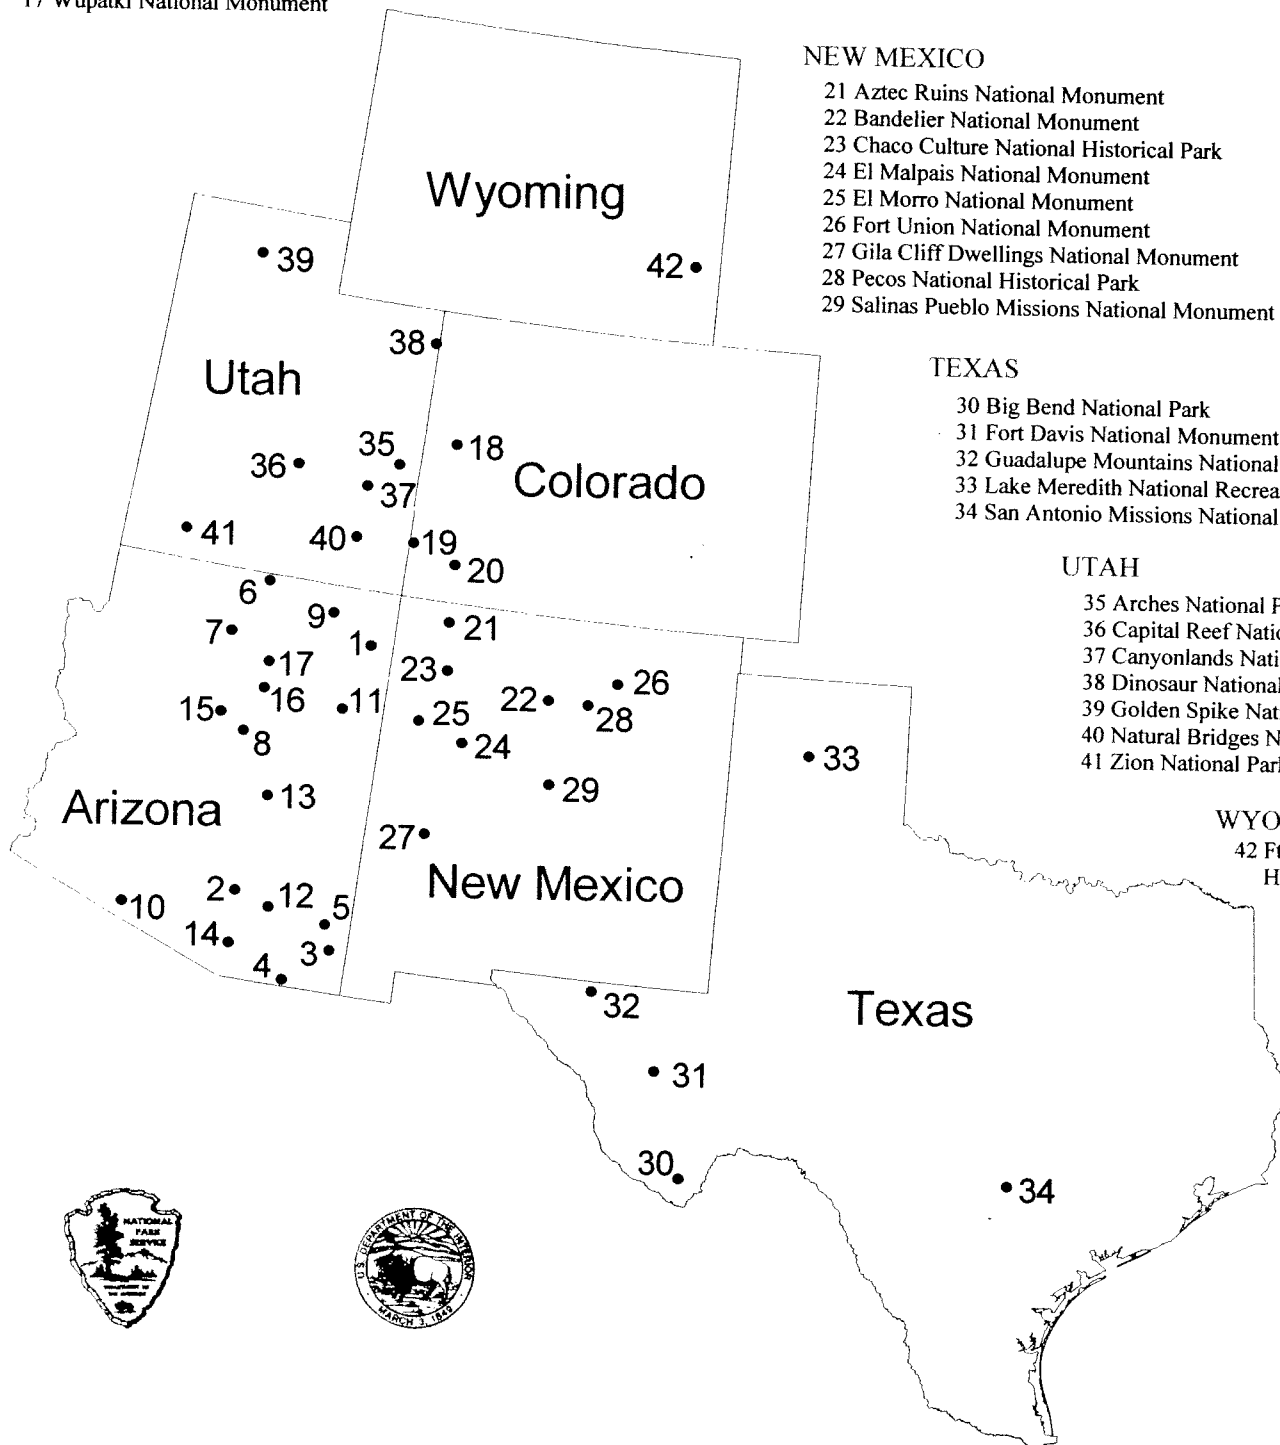 17 Wupatki National Monument
NEW MEXICO
21 Aztec Ruins National Monument
22 Bandelier National Monument
23 Chaco Culture National Historical Park
24 El Malpais National Monument
25 El Morro National Monument
26 Fort Union National Monument
27 Gila Cliff Dwellings National Monument
28 Pecos National Historical Park
29 Salinas Pueblo Missions National Monument
TEXAS
30 Big Bend National Park
31 Fort Davis National Monument
32 Guadalupe Mountains National
33 Lake Meredith National Recrea
34 San Antonio Missions National
UTAH
35 Arches National P
36 Capital Reef Natio
37 Canyonlands Nati
38 Dinosaur National
39 Golden Spike Nat
40 Natural Bridges N
41 Zion National Park
WYO
42 Ft
H
Wyoming
42
39
38
Utah
35
18
36
37
Colorado
41
40
19
20
6
9
7
1
21
17
23
26
16
22
15
11
25
28
8
24
33
13
29
Arizona
27
New Mexico
2
12
10
5
14
3
4
32
Texas
31
30
34
NATIONAL
PARK
SERVICE
U.S. DEPARTMENT OF THE INTERIOR
MARCH 3, 1849